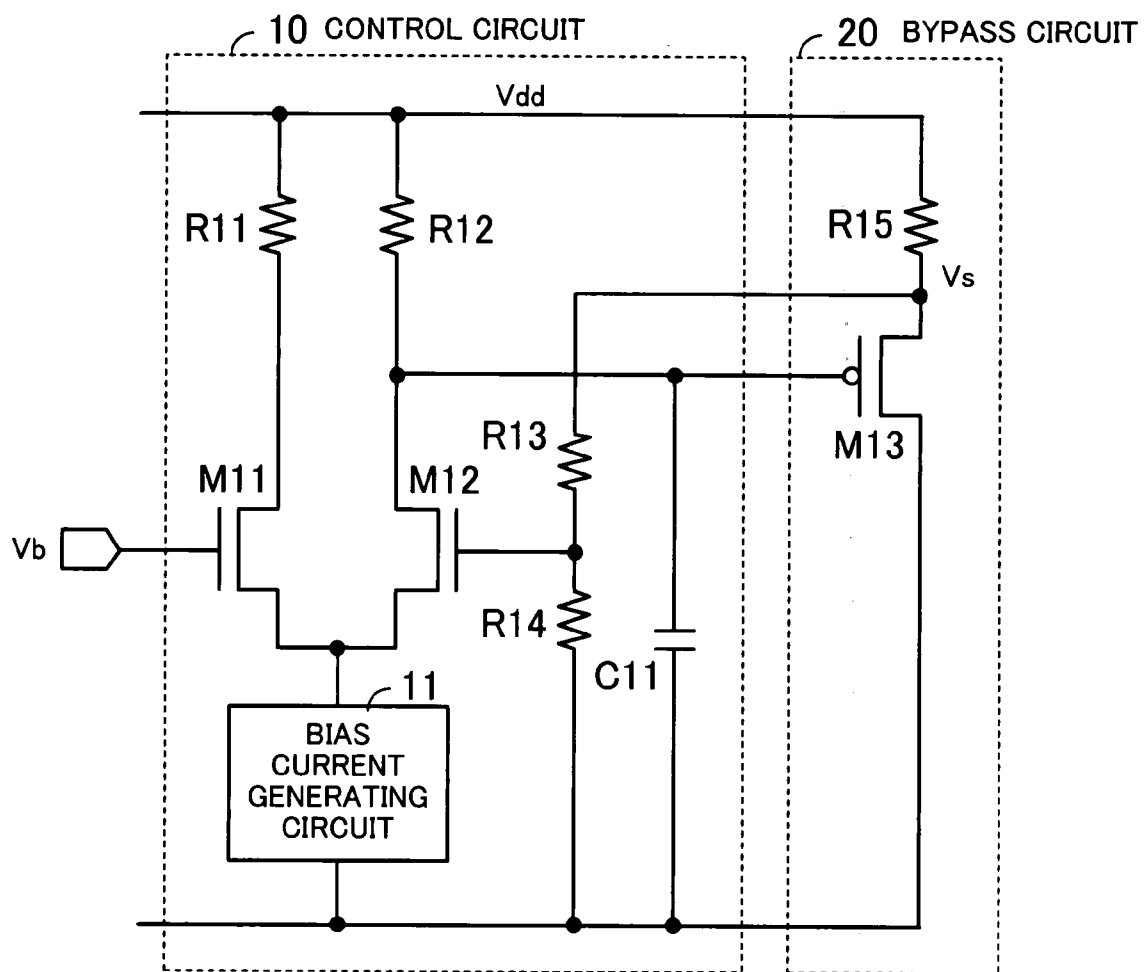 10 CONTROL CIRCUIT
20 BYPASS CIRCUIT
Vdd
R11
R12
R15
Vs
R13
M13
M11
M12
Vb
R14
C11
11
BIAS
CURRENT
GENERATING
CIRCUIT